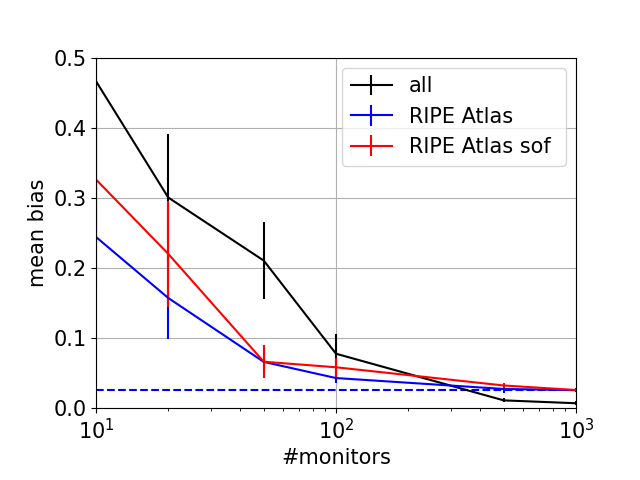 0.5
0.4
0.3
0.2
0.1
0.0
mean bias
10^1
10^2
10^3
#monitors
all
RIPE Atlas
RIPE Atlas sof